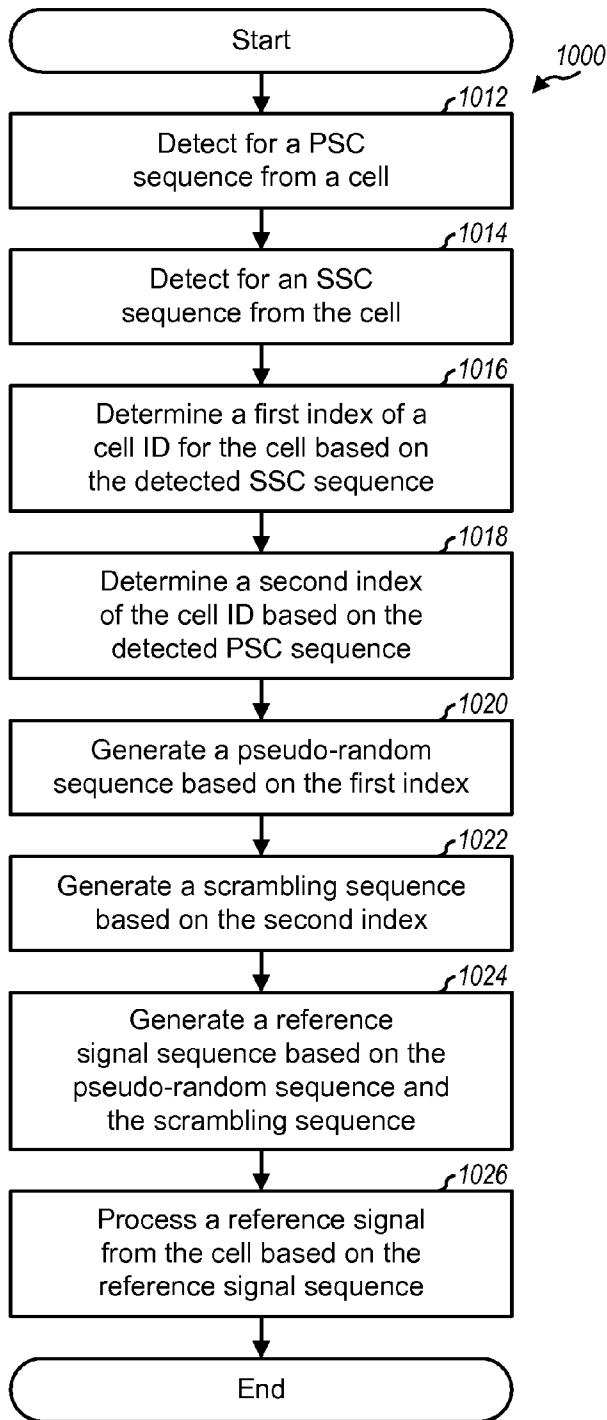 Start
1000
1012
Detect for a PSC
sequence from a cell
1014
Detect for an SSC
sequence from the cell
1016
Determine a first index of a
cell ID for the cell based on
the detected SSC sequence
1018
Determine a second index
of the cell ID based on the
detected PSC sequence
1020
Generate a pseudo-random
sequence based on the first index
1022
Generate a scrambling sequence
based on the second index
1024
Generate a reference
signal sequence based on the
pseudo-random sequence and
the scrambling sequence
1026
Process a reference signal
from the cell based on the
reference signal sequence
End